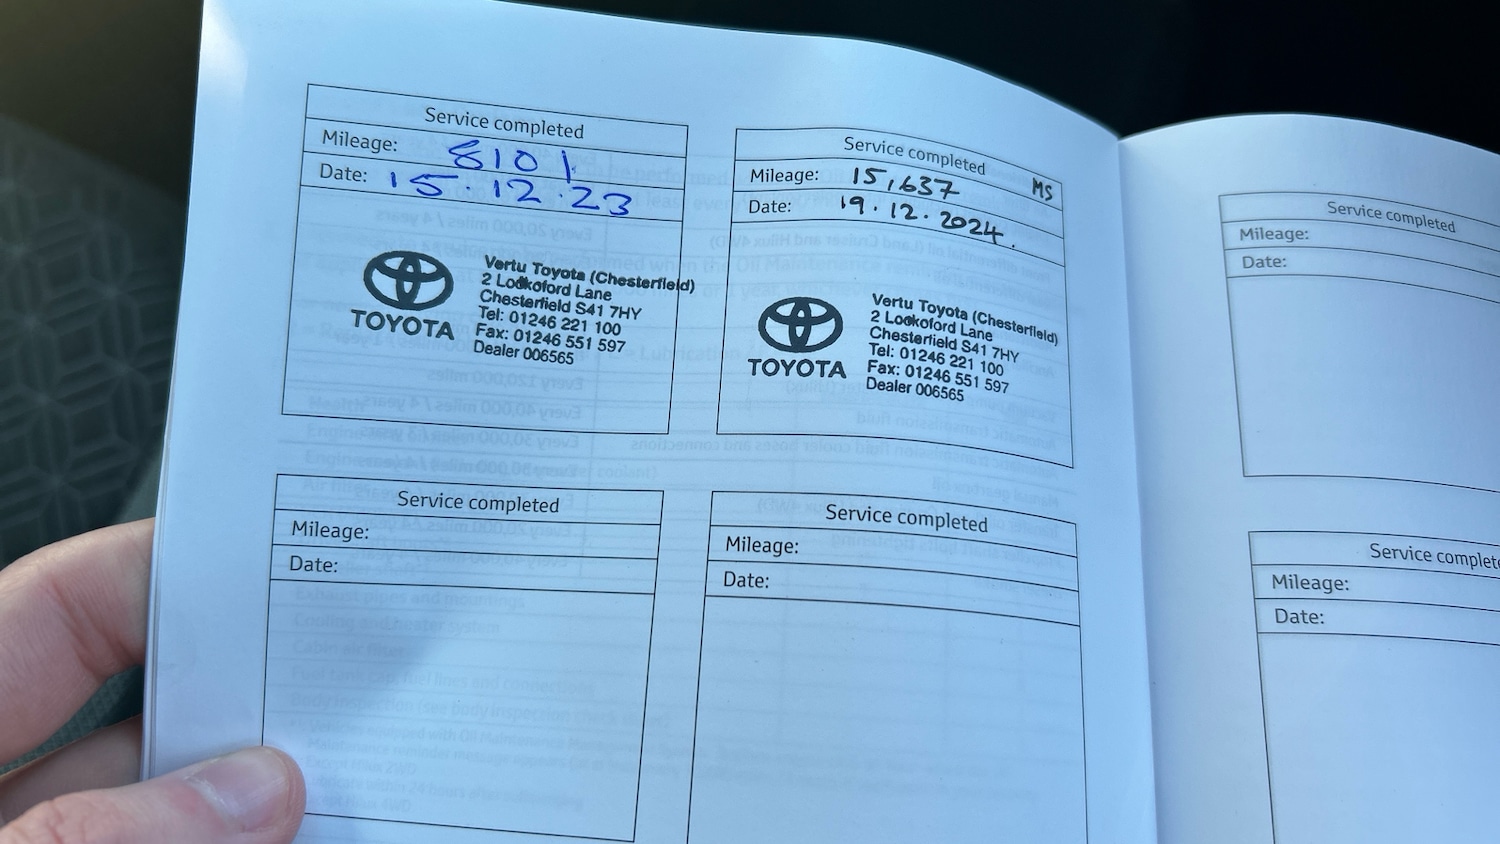 Service completed
Mileage: 8101
Date: 15.12.23
TOYOTA
Vertu Toyota (Chesterfield)
2 Lockoford Lane
Chesterfield S41 7HY
Tel: 01246 221 100
Fax: 01246 551 597
Dealer 006565
Service completed
Mileage: 15,637 MS
Date: 19.12.2024.
TOYOTA
Vertu Toyota (Chesterfield)
2 Lockoford Lane
Chesterfield S41 7HY
Tel: 01246 221 100
Fax: 01246 551 597
Dealer 006565
Service completed
Mileage:
Date:
Service completed
Mileage:
Date:
Service completed
Mileage:
Date:
Service complete
Mileage:
Date: